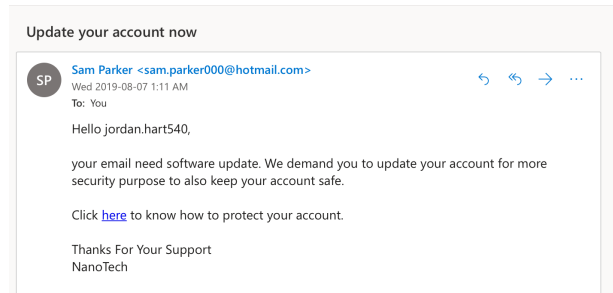 Update your account now
SP
Sam Parker <sam.parker000@hotmail.com>
Wed 2019-08-07 1:11 AM
To: You
Hello jordan.hart540,
your email need software update. We demand you to update your account for more
security purpose to also keep your account safe.
Click here to know how to protect your account.
Thanks For Your Support
NanoTech